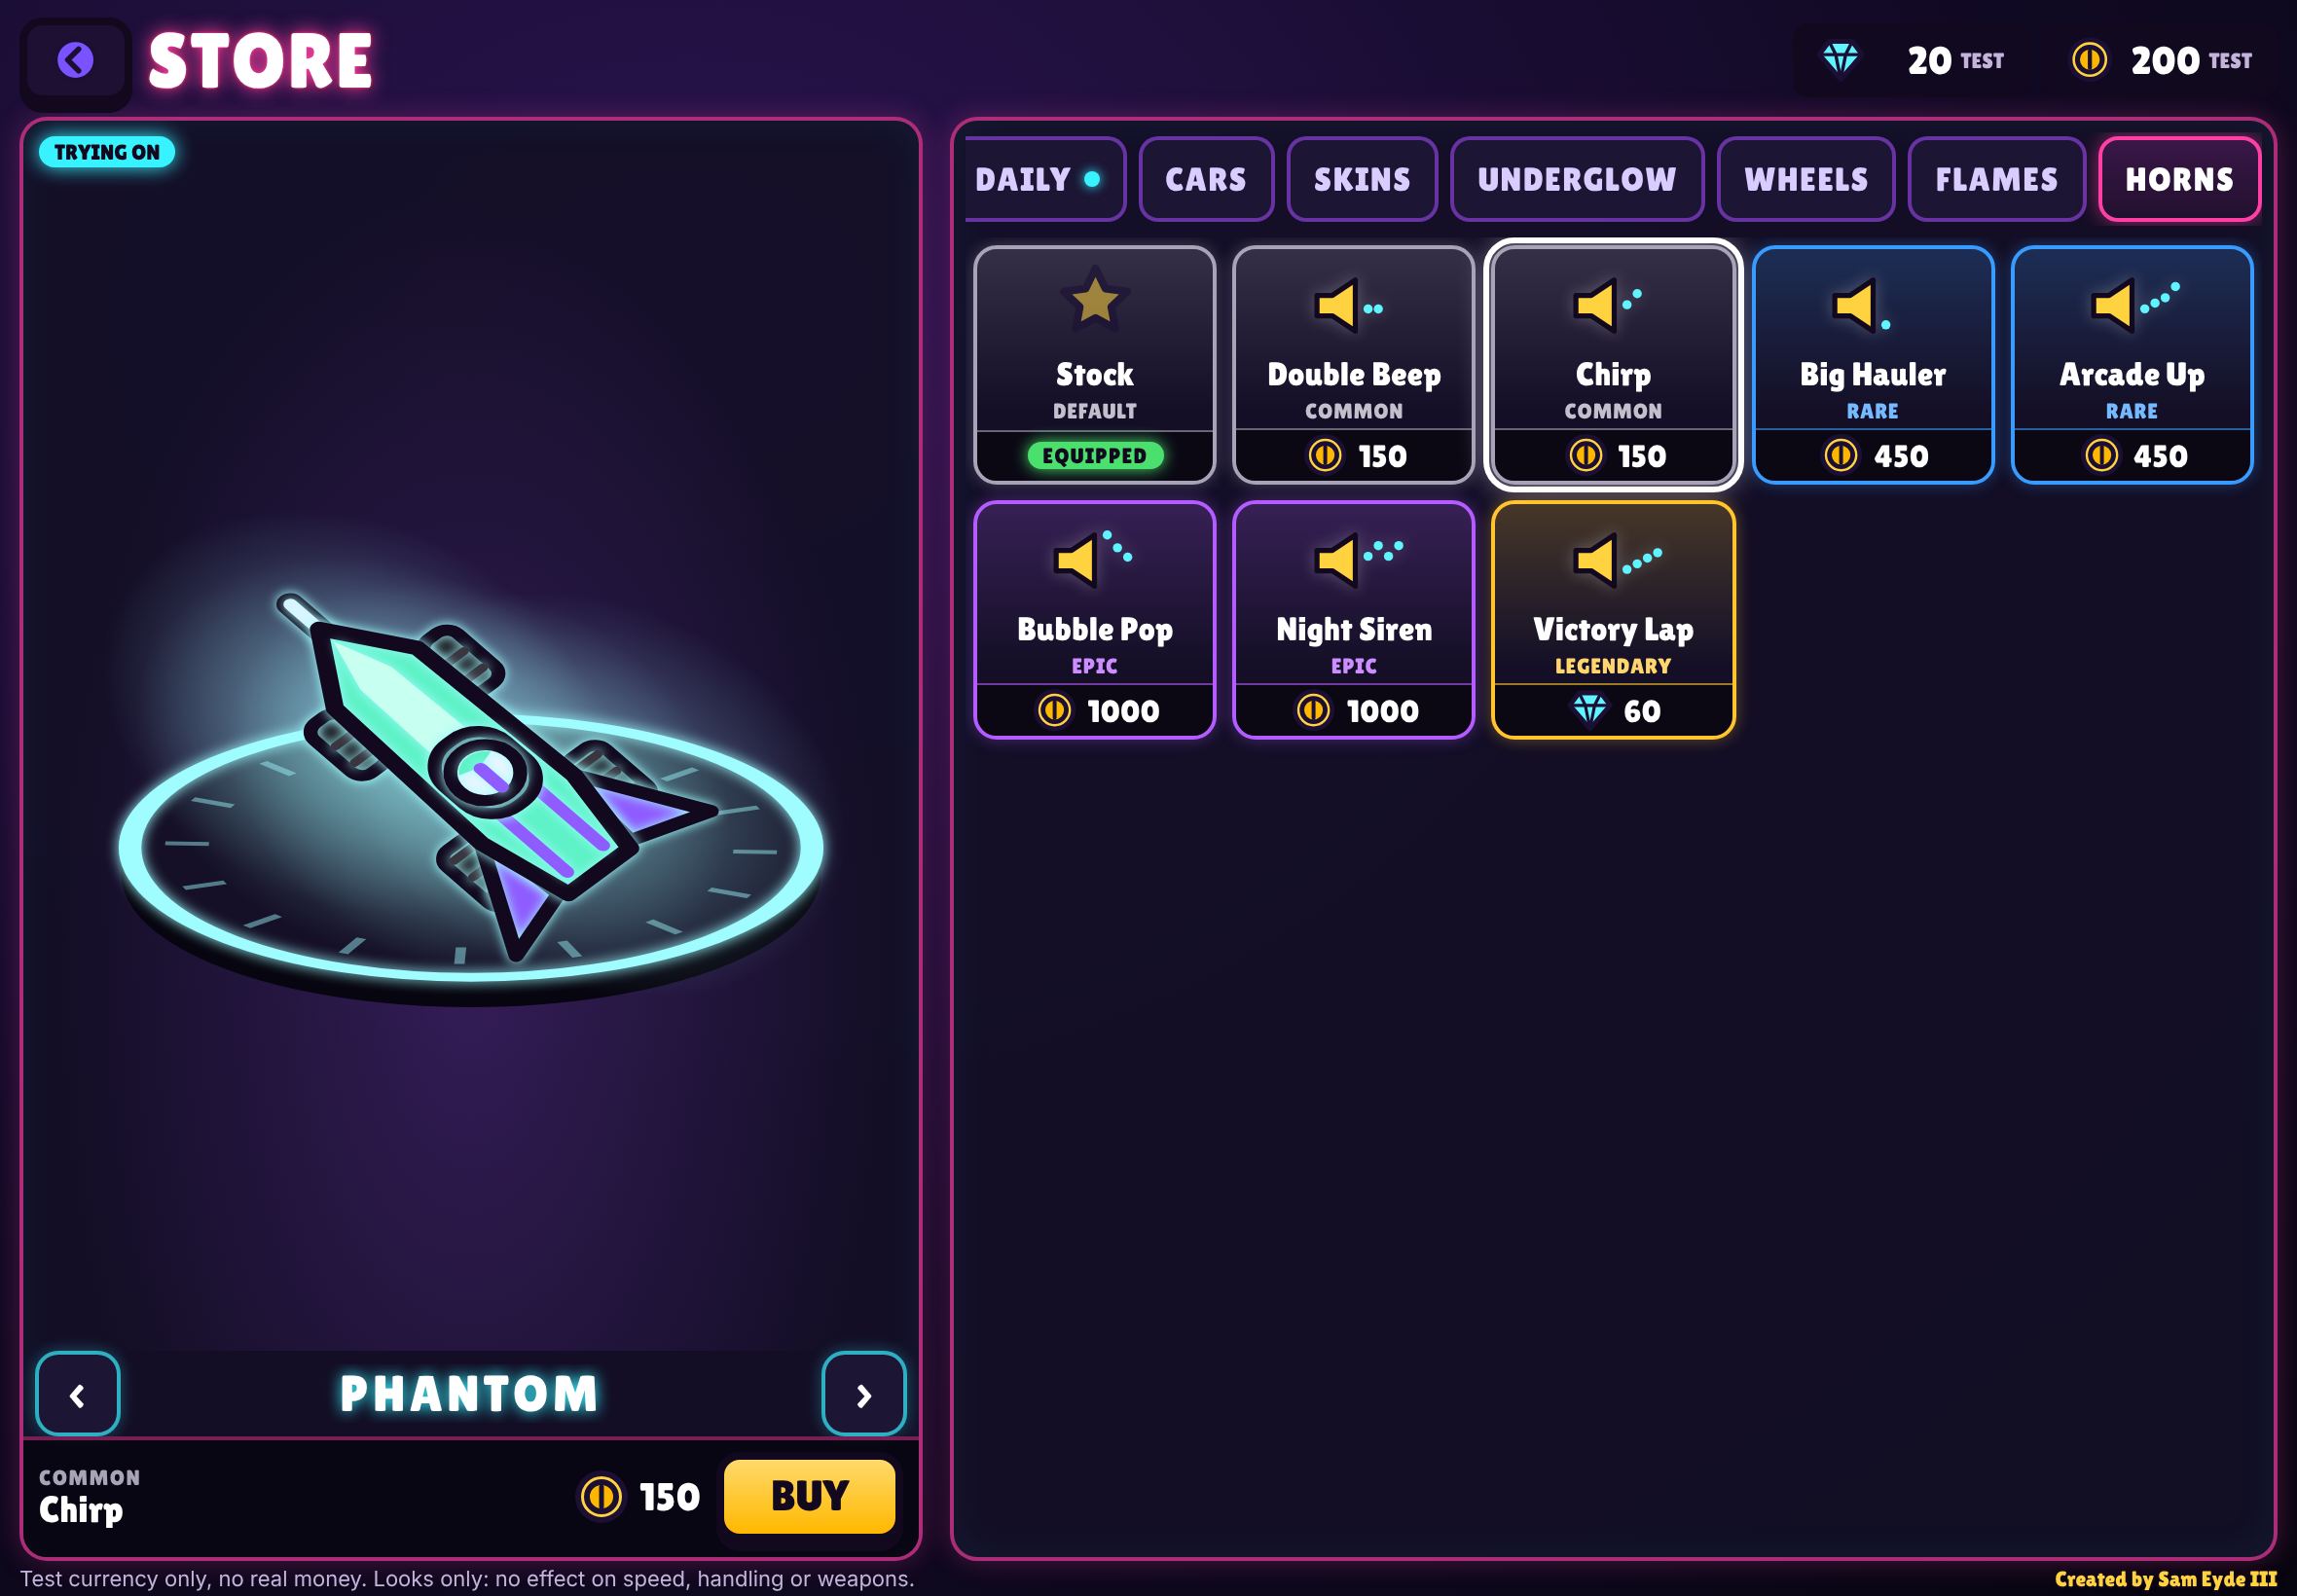 STORE
20 TEST
200 TEST
TRYING ON
DAILY
CARS
SKINS
UNDERGLOW
WHEELS
FLAMES
HORNS
Stock
DEFAULT
EQUIPPED
Double Beep
COMMON
150
Chirp
COMMON
150
Big Hauler
RARE
450
Arcade Up
RARE
450
Bubble Pop
EPIC
1000
Night Siren
EPIC
1000
Victory Lap
LEGENDARY
60
PHANTOM
COMMON
Chirp
150
BUY
Test currency only, no real money. Looks only: no effect on speed, handling or weapons.
Created by Sam Eyde III